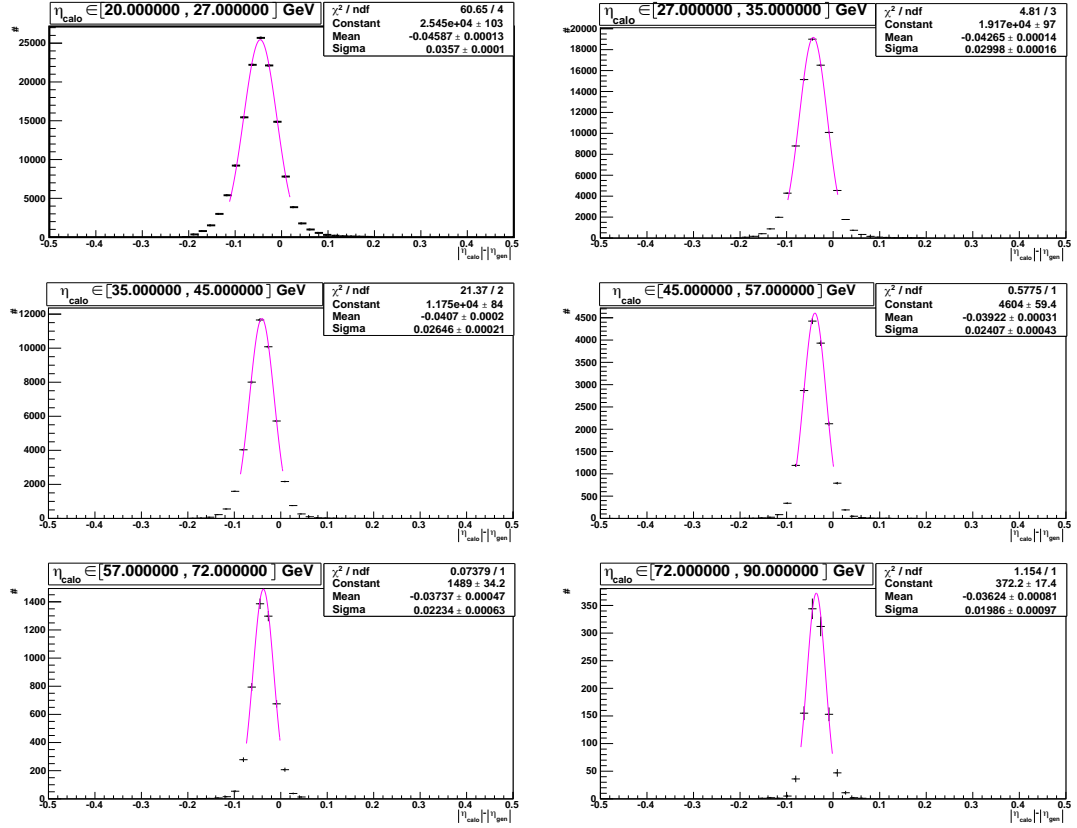 η_calo ∈[20.000000 , 27.000000] GeV
χ² / ndf 60.65 / 4
Constant 2.545e+04 ± 103
Mean -0.04587 ± 0.00013
Sigma 0.0357 ± 0.0001
#
25000
20000
15000
10000
5000
0
-0.5 -0.4 -0.3 -0.2 -0.1 0 0.1 0.2 0.3 0.4 0.5
|η_calo|-|η_gen|
η_calo ∈[27.000000 , 35.000000] GeV
χ² / ndf 4.81 / 3
Constant 1.917e+04 ± 97
Mean -0.04265 ± 0.00014
Sigma 0.02998 ± 0.00016
#
20000
18000
16000
14000
12000
10000
8000
6000
4000
2000
0
-0.5 -0.4 -0.3 -0.2 -0.1 0 0.1 0.2 0.3 0.4 0.5
|η_calo|-|η_gen|
η_calo ∈[35.000000 , 45.000000] GeV
χ² / ndf 21.37 / 2
Constant 1.175e+04 ± 84
Mean -0.0407 ± 0.0002
Sigma 0.02646 ± 0.00021
#
12000
10000
8000
6000
4000
2000
0
-0.5 -0.4 -0.3 -0.2 -0.1 0 0.1 0.2 0.3 0.4 0.5
|η_calo|-|η_gen|
η_calo ∈[45.000000 , 57.000000] GeV
χ² / ndf 0.5775 / 1
Constant 4604 ± 59.4
Mean -0.03922 ± 0.00031
Sigma 0.02407 ± 0.00043
#
4500
4000
3500
3000
2500
2000
1500
1000
500
0
-0.5 -0.4 -0.3 -0.2 -0.1 0 0.1 0.2 0.3 0.4 0.5
|η_calo|-|η_gen|
η_calo ∈[57.000000 , 72.000000] GeV
χ² / ndf 0.07379 / 1
Constant 1489 ± 34.2
Mean -0.03737 ± 0.00047
Sigma 0.02234 ± 0.00063
#
1400
1200
1000
800
600
400
200
0
-0.5 -0.4 -0.3 -0.2 -0.1 0 0.1 0.2 0.3 0.4 0.5
|η_calo|-|η_gen|
η_calo ∈[72.000000 , 90.000000] GeV
χ² / ndf 1.154 / 1
Constant 372.2 ± 17.4
Mean -0.03624 ± 0.00081
Sigma 0.01986 ± 0.00097
#
350
300
250
200
150
100
50
0
-0.5 -0.4 -0.3 -0.2 -0.1 0 0.1 0.2 0.3 0.4 0.5
|η_calo|-|η_gen|